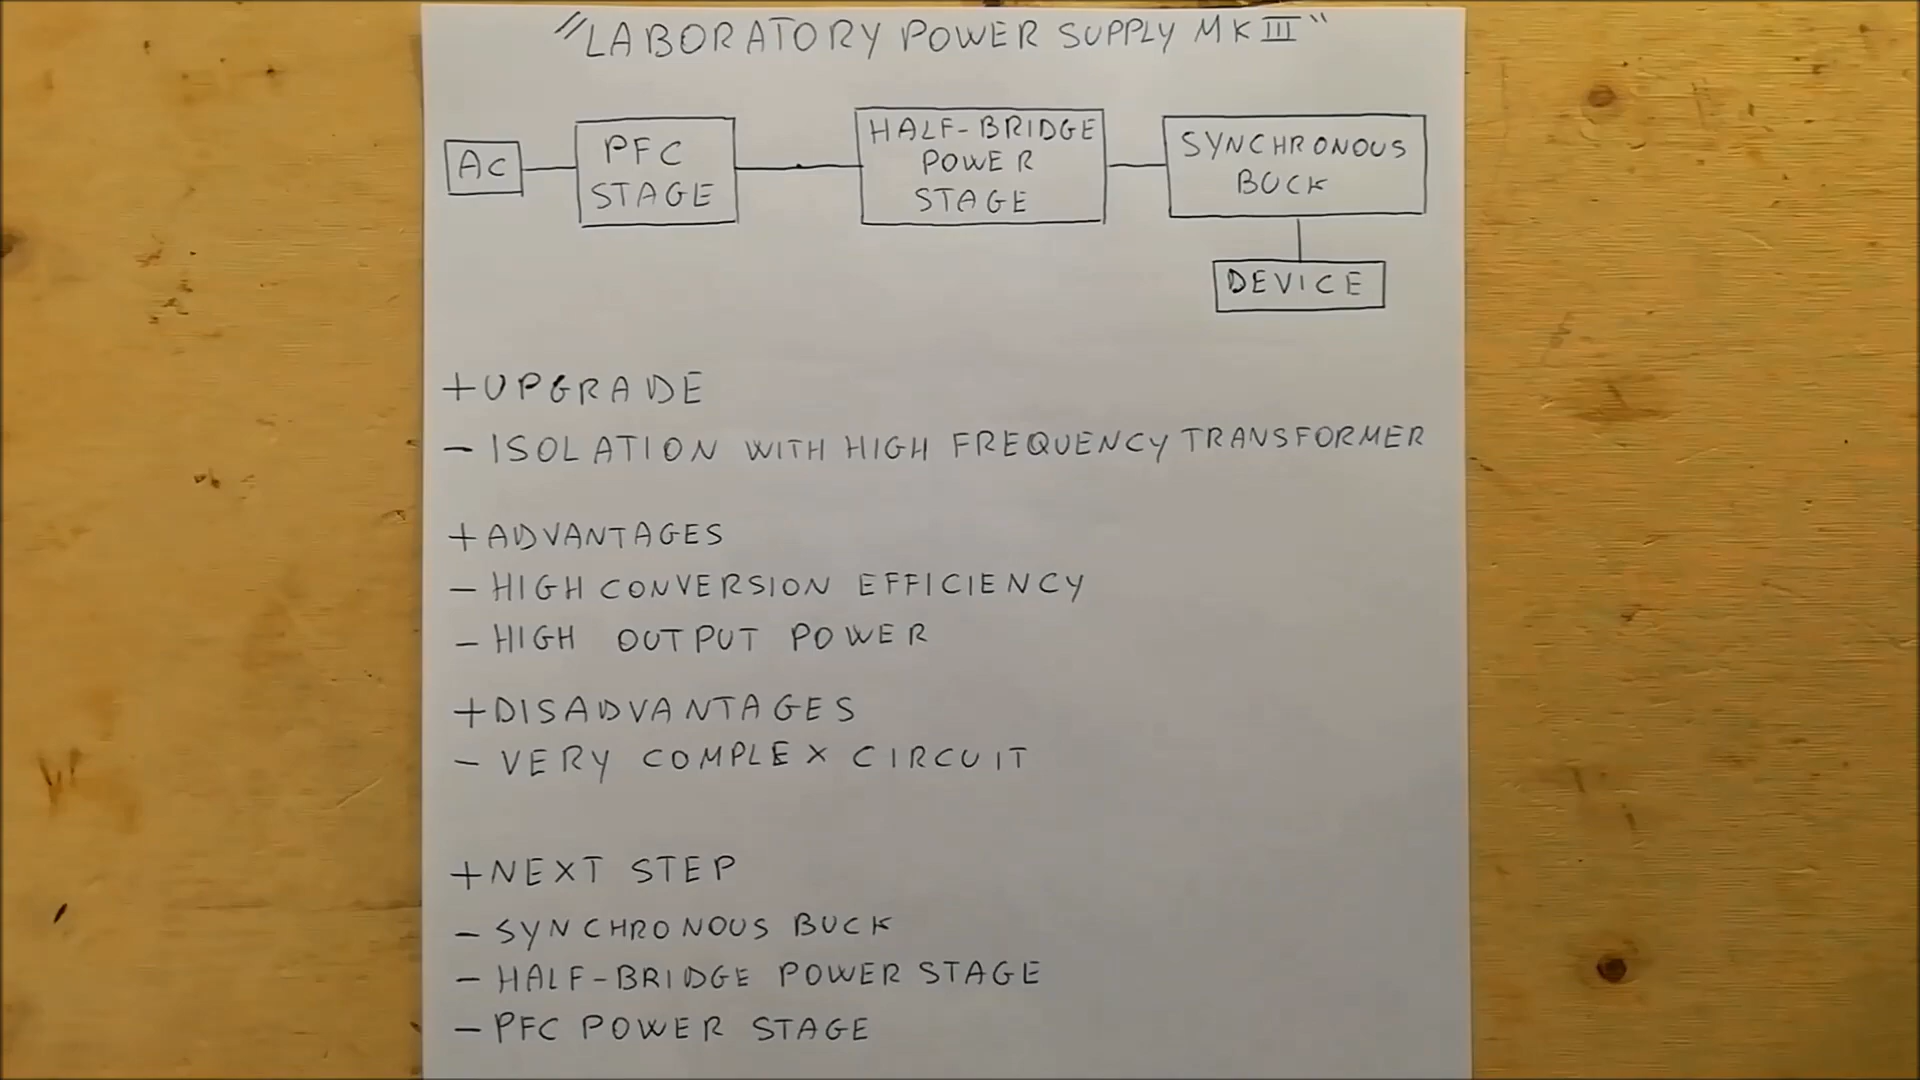 "LABORATORY POWER SUPPLY MK III"
AC
PFC
STAGE
HALF-BRIDGE
POWER
STAGE
SYNCHRONOUS
BUCK
DEVICE
+UPGRADE
- ISOLATION WITH HIGH FREQUENCY TRANSFORMER
+ADVANTAGES
- HIGH CONVERSION EFFICIENCY
- HIGH OUTPUT POWER
+DISADVANTAGES
- VERY COMPLEX CIRCUIT
+NEXT STEP
- SYNCHRONOUS BUCK
- HALF-BRIDGE POWER STAGE
- PFC POWER STAGE